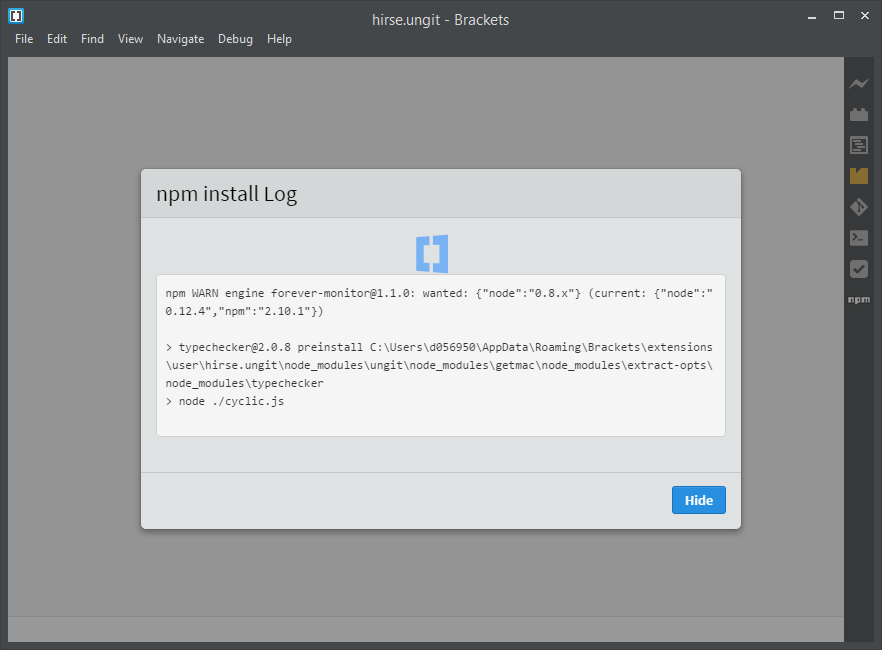 hirse.ungit - Brackets
File Edit Find View Navigate Debug Help
npm install Log
npm WARN engine forever-monitor@1.1.0: wanted: {"node":"0.8.x"} (current: {"node":"
0.12.4","npm":"2.10.1"})
> typechecker@2.0.8 preinstall C:\Users\d056950\AppData\Roaming\Brackets\extensions
\user\hirse.ungit\node_modules\ungit\node_modules\getmac\node_modules\extract-opts\
node_modules\typechecker
> node ./cyclic.js
Hide
npm